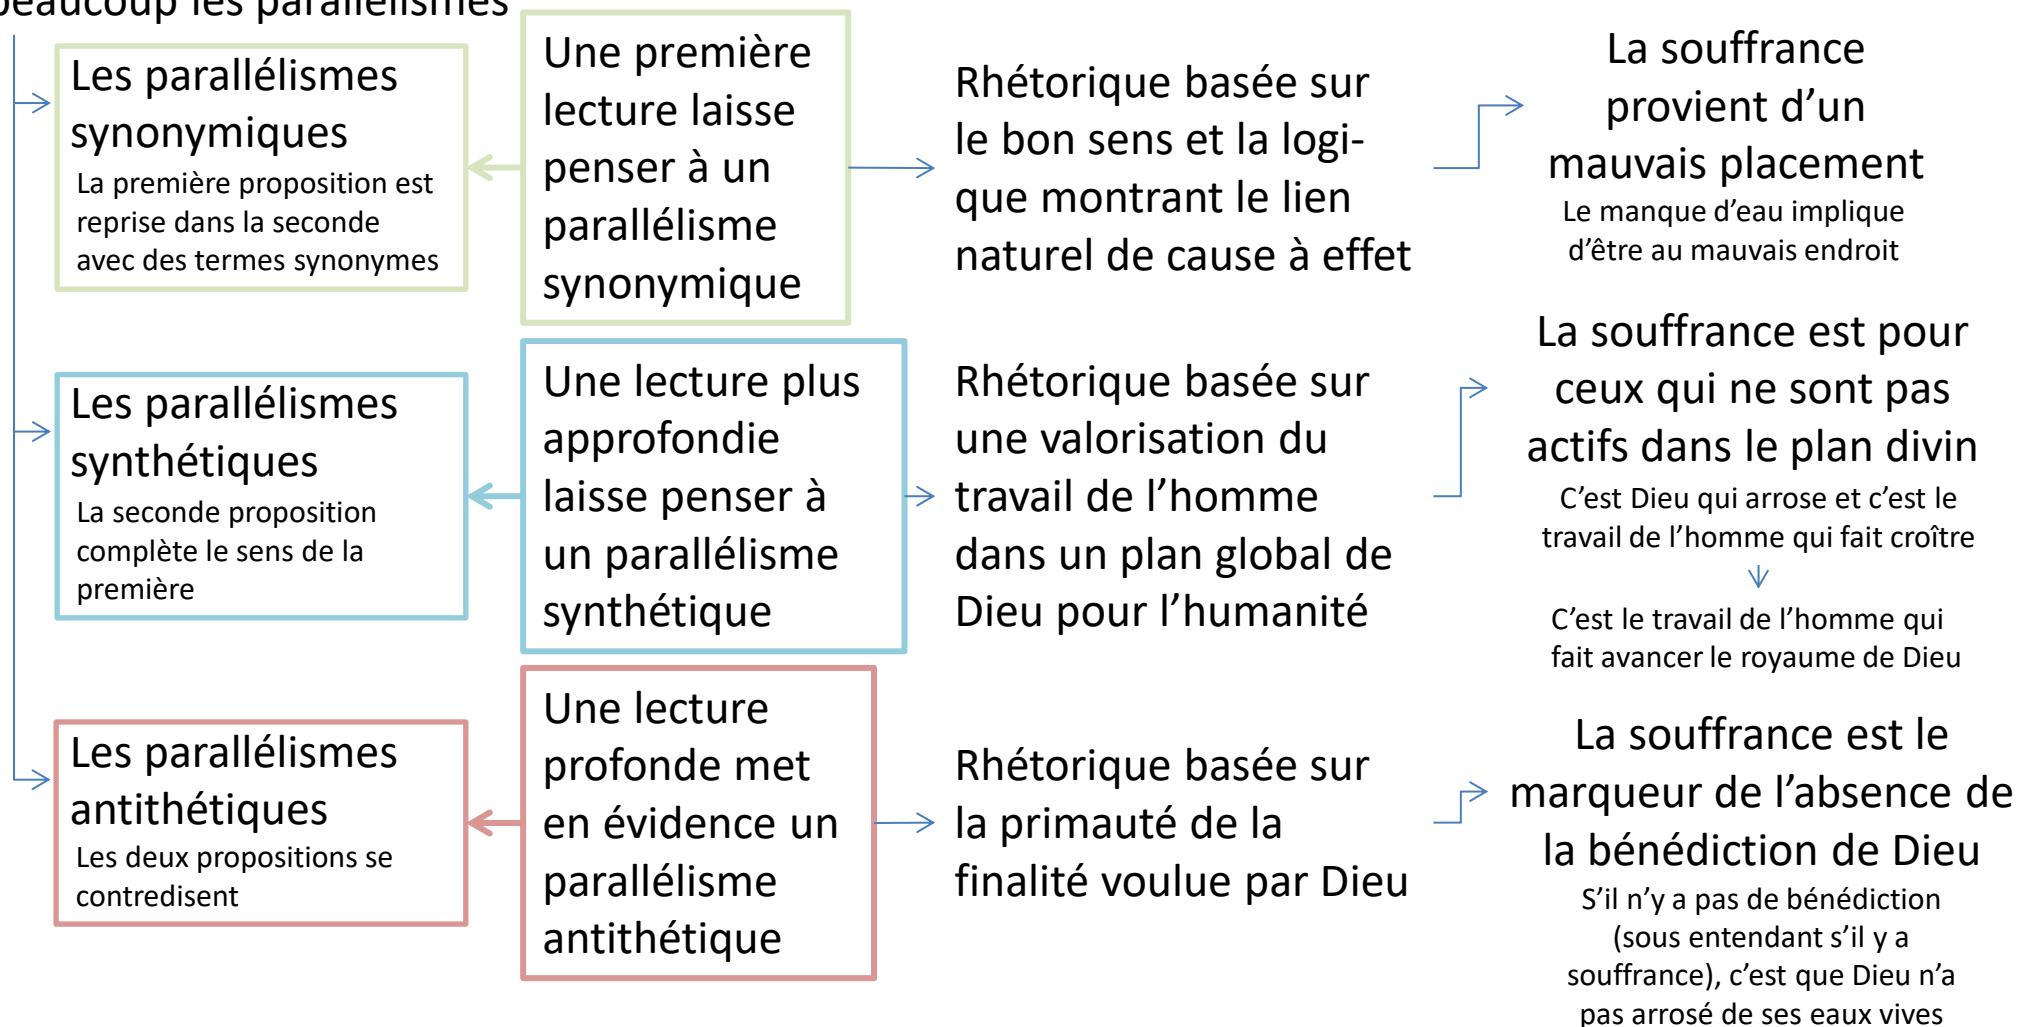 beaucoup les parallélismes
Les parallélismes
synonymiques
La première proposition est
reprise dans la seconde
avec des termes synonymes
Une première
lecture laisse
penser à un
parallélisme
synonymique
Rhétorique basée sur
le bon sens et la logi-
que montrant le lien
naturel de cause à effet
La souffrance
provient d’un
mauvais placement
Le manque d’eau implique
d’être au mauvais endroit
Les parallélismes
synthétiques
La seconde proposition
complète le sens de la
première
Une lecture plus
approfondie
laisse penser à
un parallélisme
synthétique
Rhétorique basée sur
une valorisation du
travail de l’homme
dans un plan global de
Dieu pour l’humanité
La souffrance est pour
ceux qui ne sont pas
actifs dans le plan divin
C’est Dieu qui arrose et c’est le
travail de l’homme qui fait croître
C’est le travail de l’homme qui
fait avancer le royaume de Dieu
Les parallélismes
antithétiques
Les deux propositions se
contredisent
Une lecture
profonde met
en évidence un
parallélisme
antithétique
Rhétorique basée sur
la primauté de la
finalité voulue par Dieu
La souffrance est le
marqueur de l’absence de
la bénédiction de Dieu
S’il n’y a pas de bénédiction
(sous entendant s’il y a
souffrance), c’est que Dieu n’a
pas arrosé de ses eaux vives